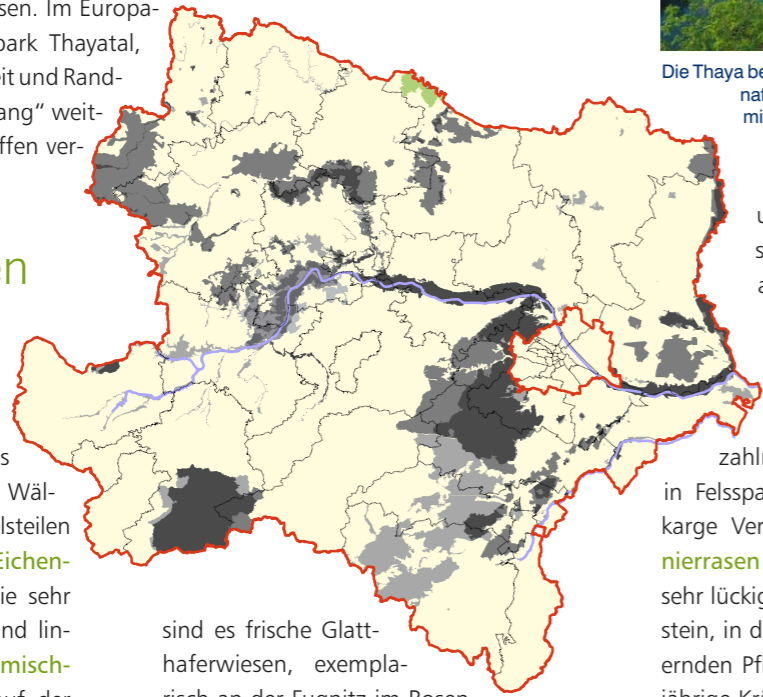 sen. Im Europa-
park Thayatal,
eit und Rand-
ang“ weit-
ffen ver-
en
s
Wäl-
lsteilen
Eichen-
ie sehr
nd lin-
misch-
sind es frische Glatt-
haferwiesen, exempla-
Die Thaya be
nat
mi
u
s
a
zahlr
in Felsspa
karge Ver
nierrasen
sehr lückig
stein, in d
ernden Pfl